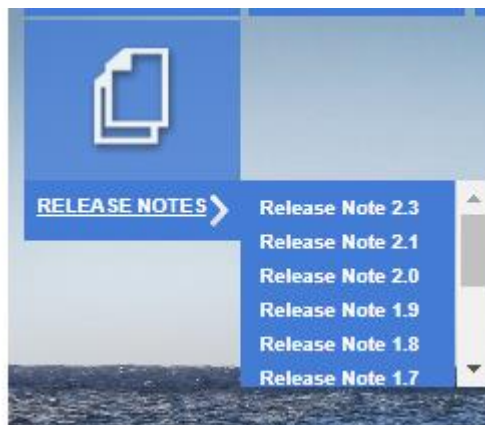 RELEASE NOTES
Release Note 2.3
Release Note 2.1
Release Note 2.0
Release Note 1.9
Release Note 1.8
Release Note 1.7